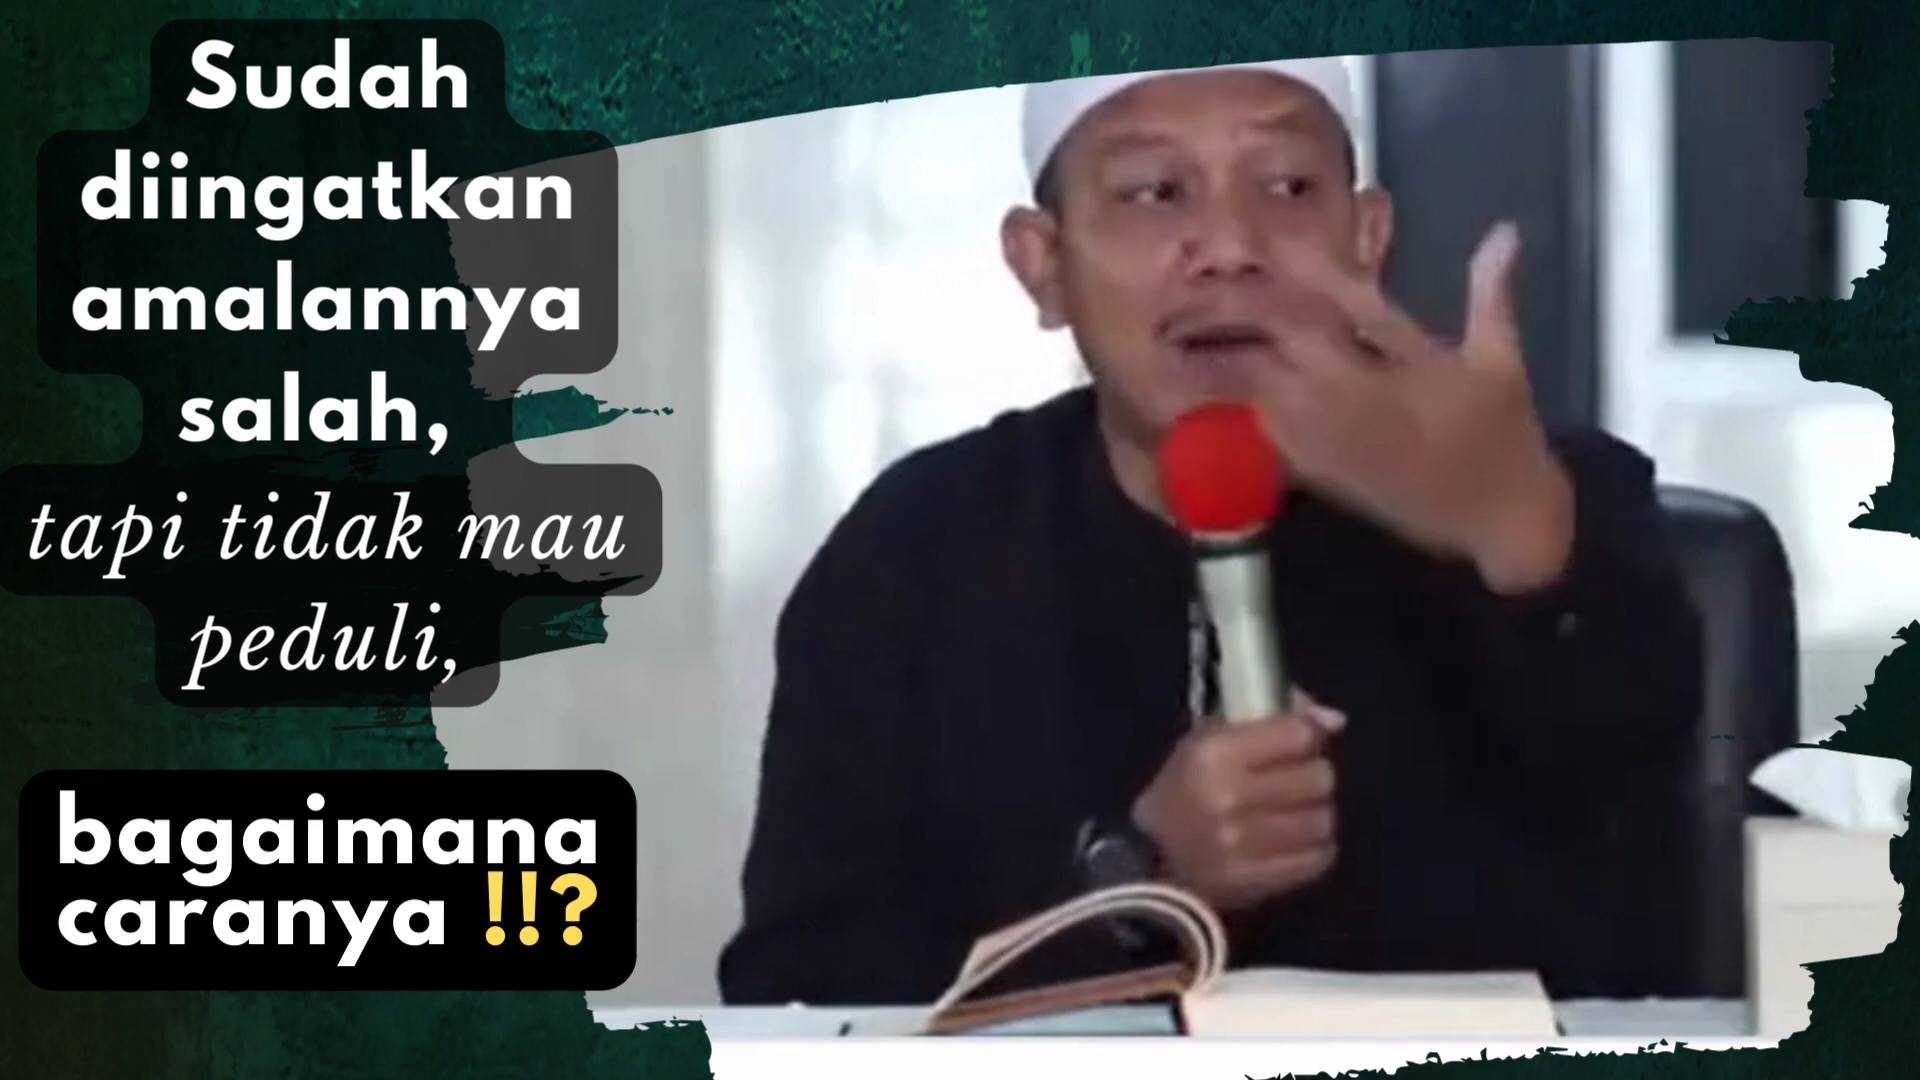 Sudah
diingatkan
amalannya
salah,
tapi tidak mau
peduli,
bagaimana
caranya !!?